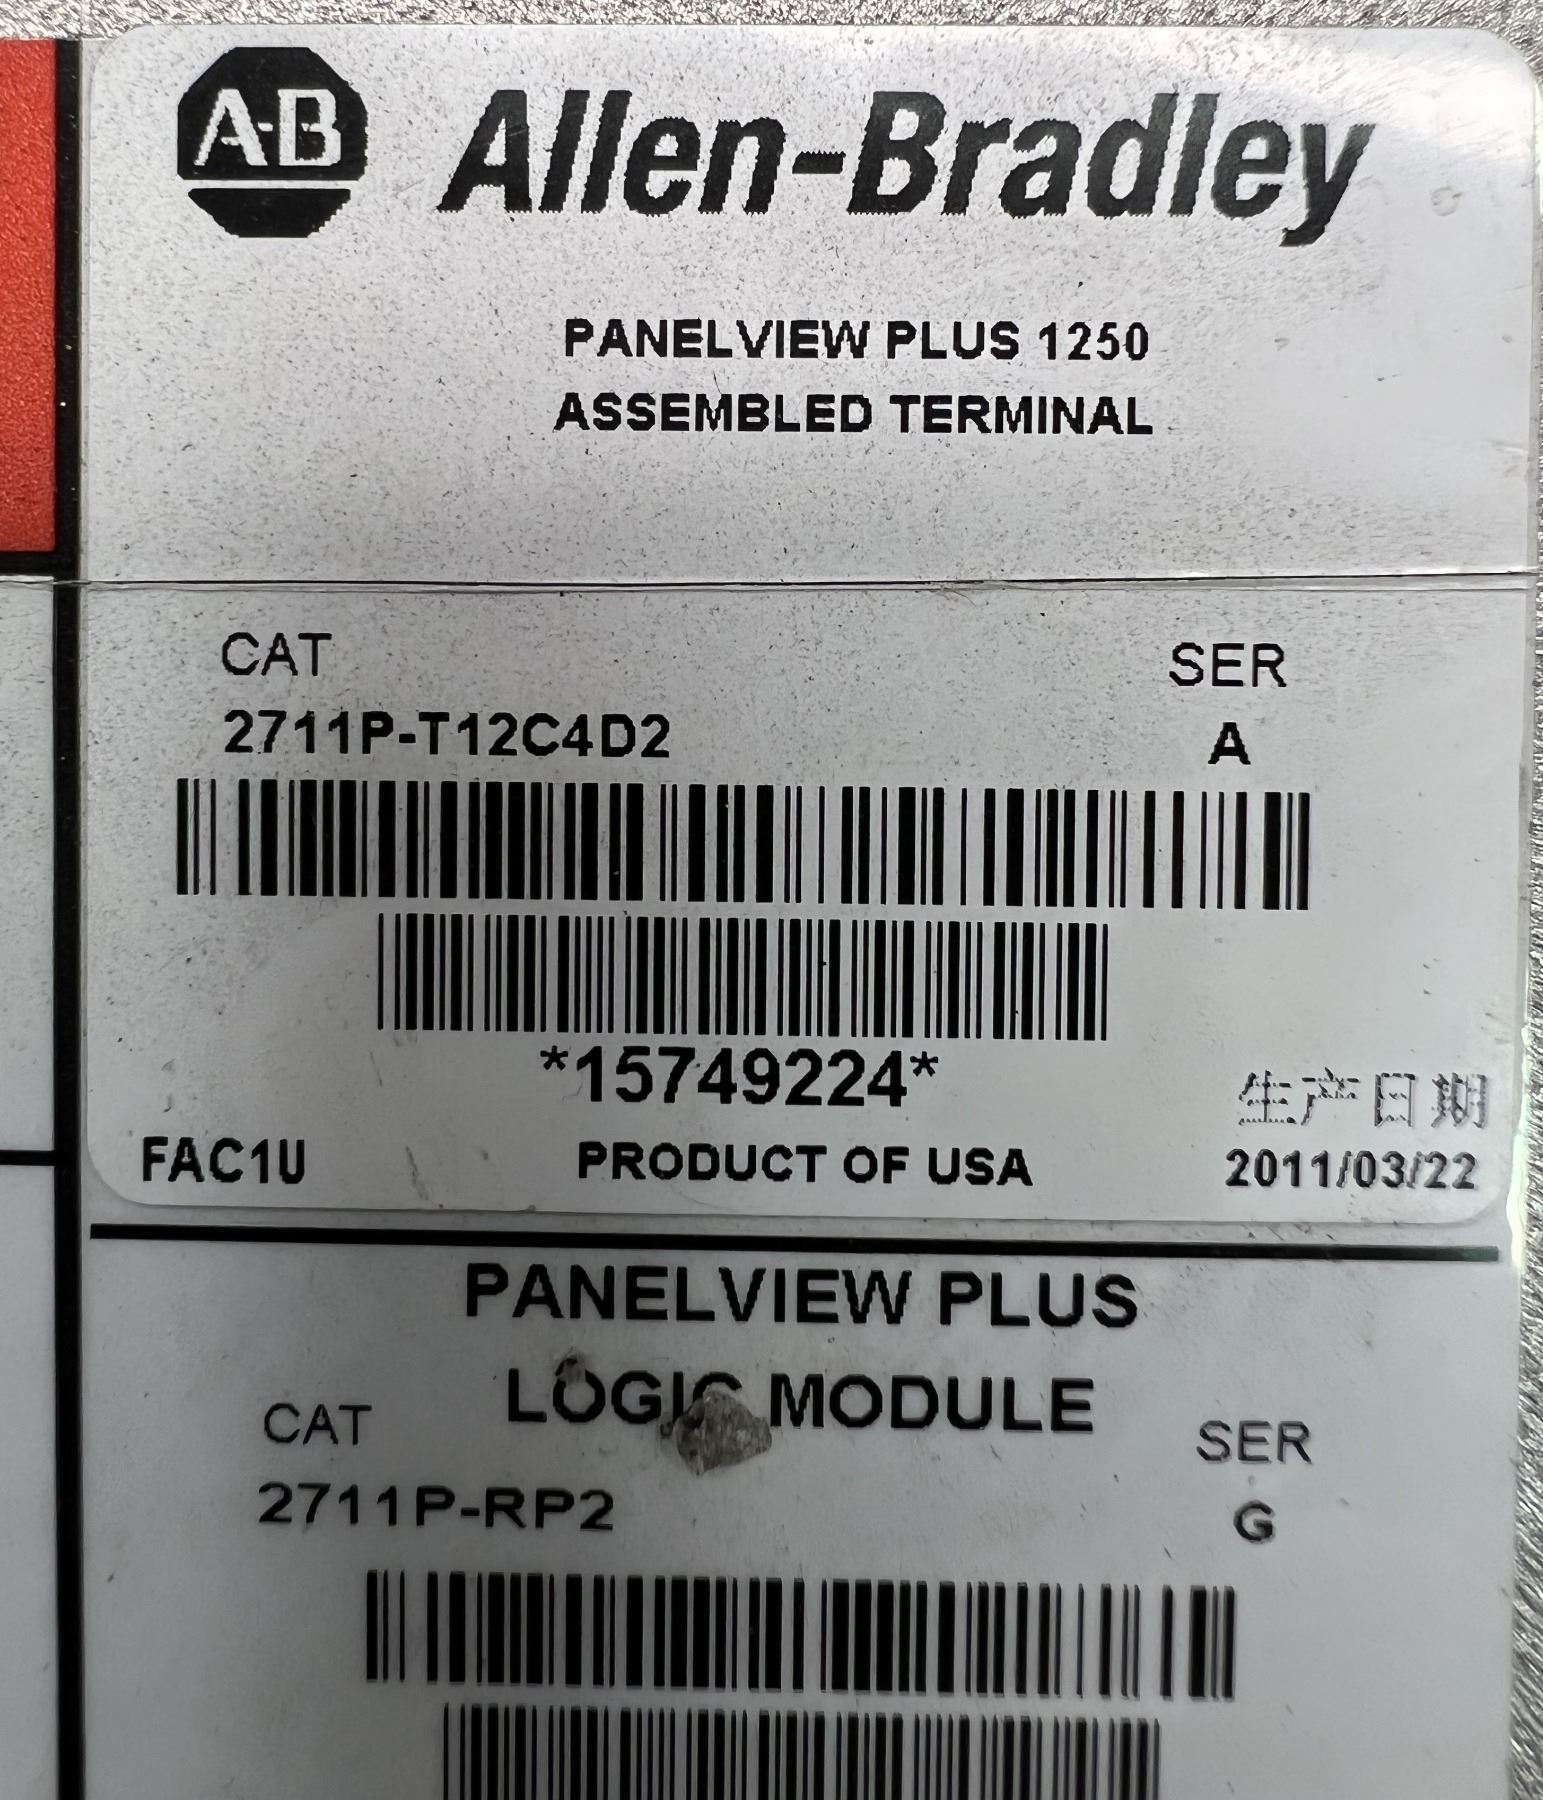 A-B Allen-Bradley
PANELVIEW PLUS 1250
ASSEMBLED TERMINAL
CAT SER
2711P-T12C4D2 A
*15749224*
生产日期
FAC1U PRODUCT OF USA 2011/03/22
PANELVIEW PLUS
LOGIC MODULE
CAT SER
2711P-RP2 G